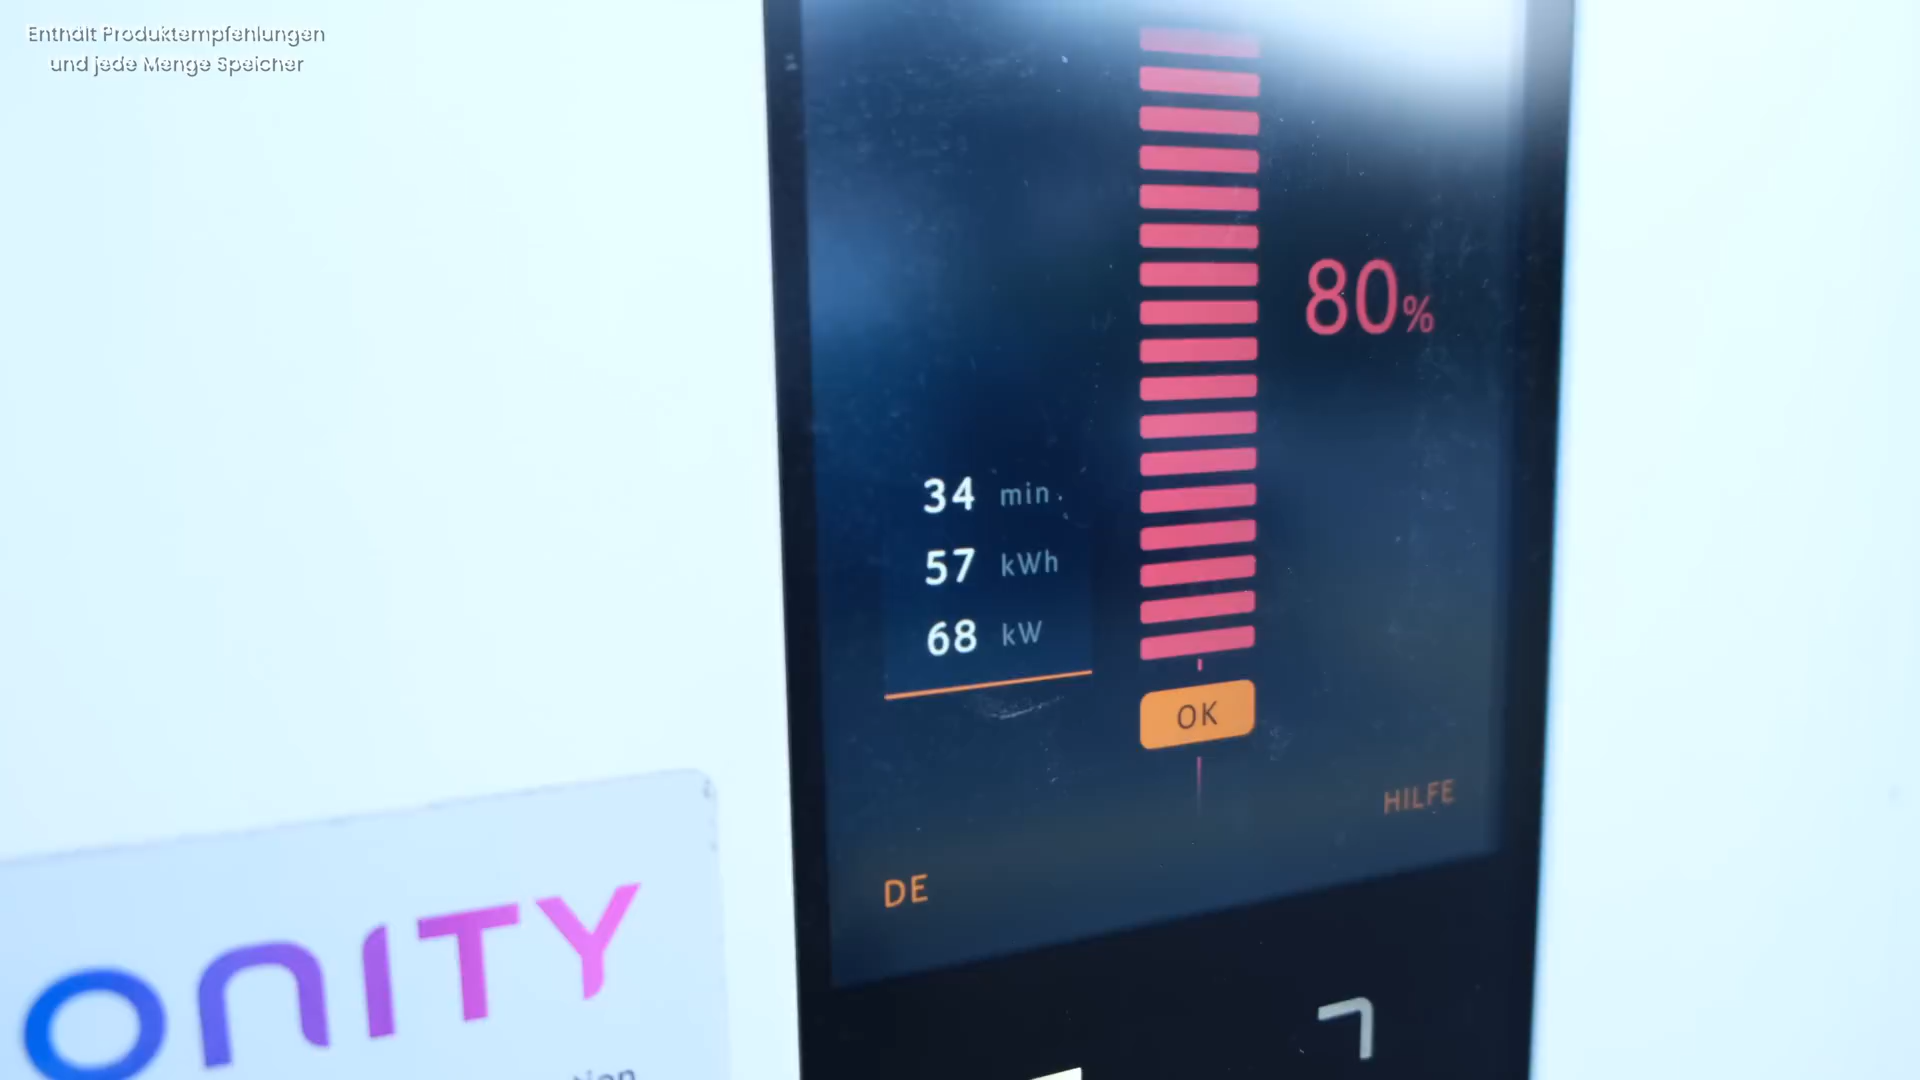 Enthält Produktempfehlungen
und jede Menge Speicher
80%
34 min
57 kWh
68 kW
OK
HILFE
DE
ONITY